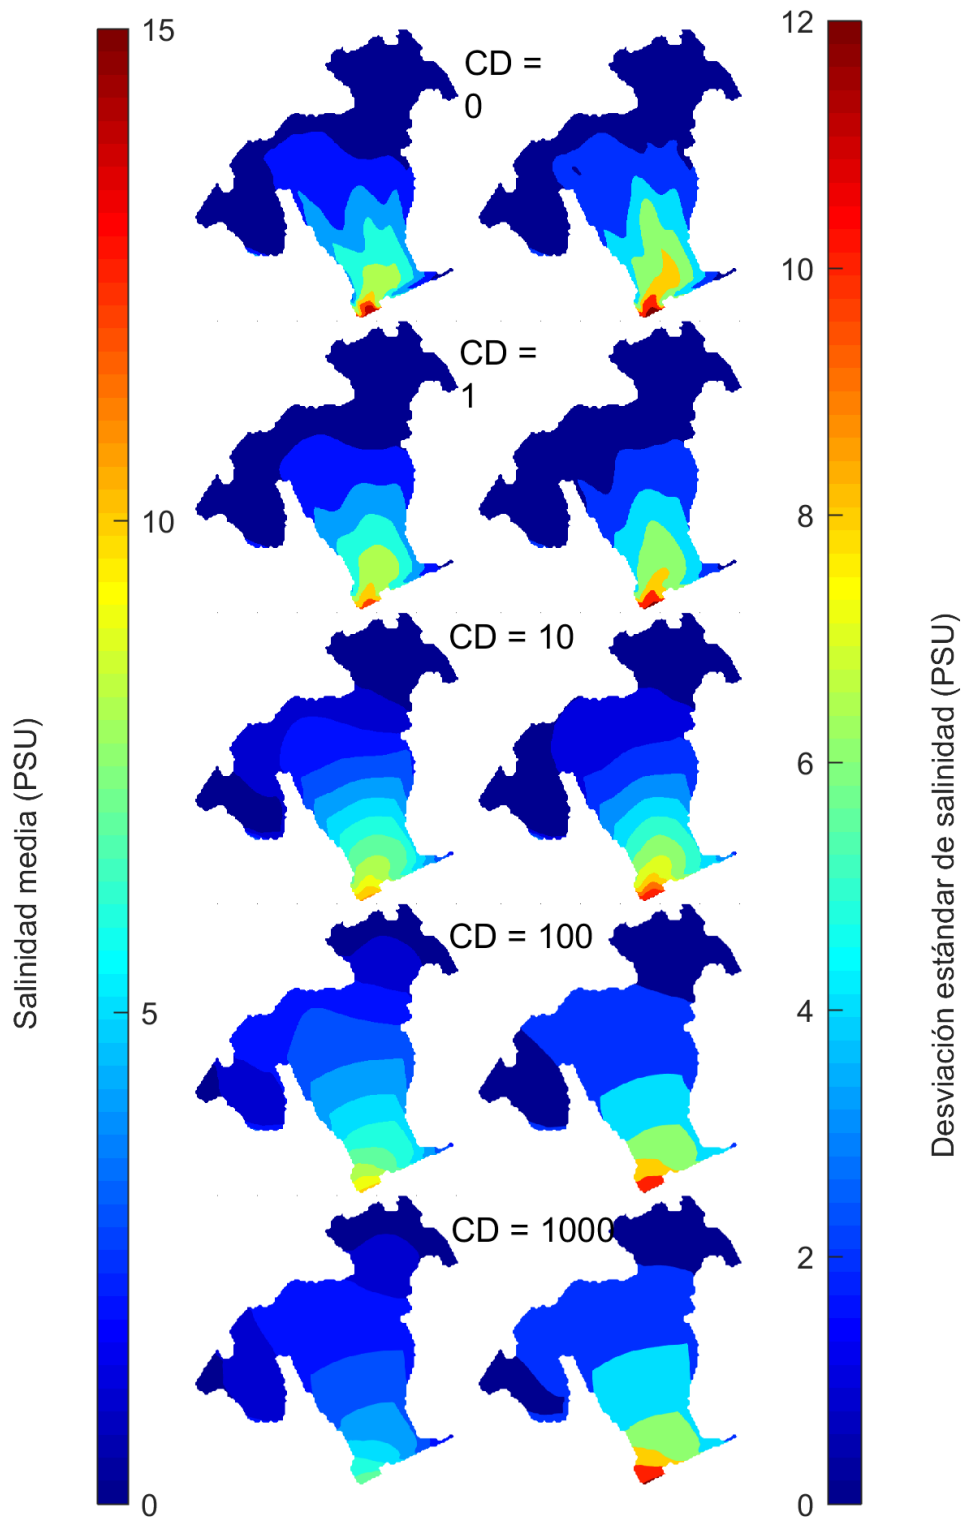 15
10
5
0
Salinidad media (PSU)
CD =
0
CD =
1
CD = 10
CD = 100
CD = 1000
12
10
8
6
4
2
0
Desviación estándar de salinidad (PSU)